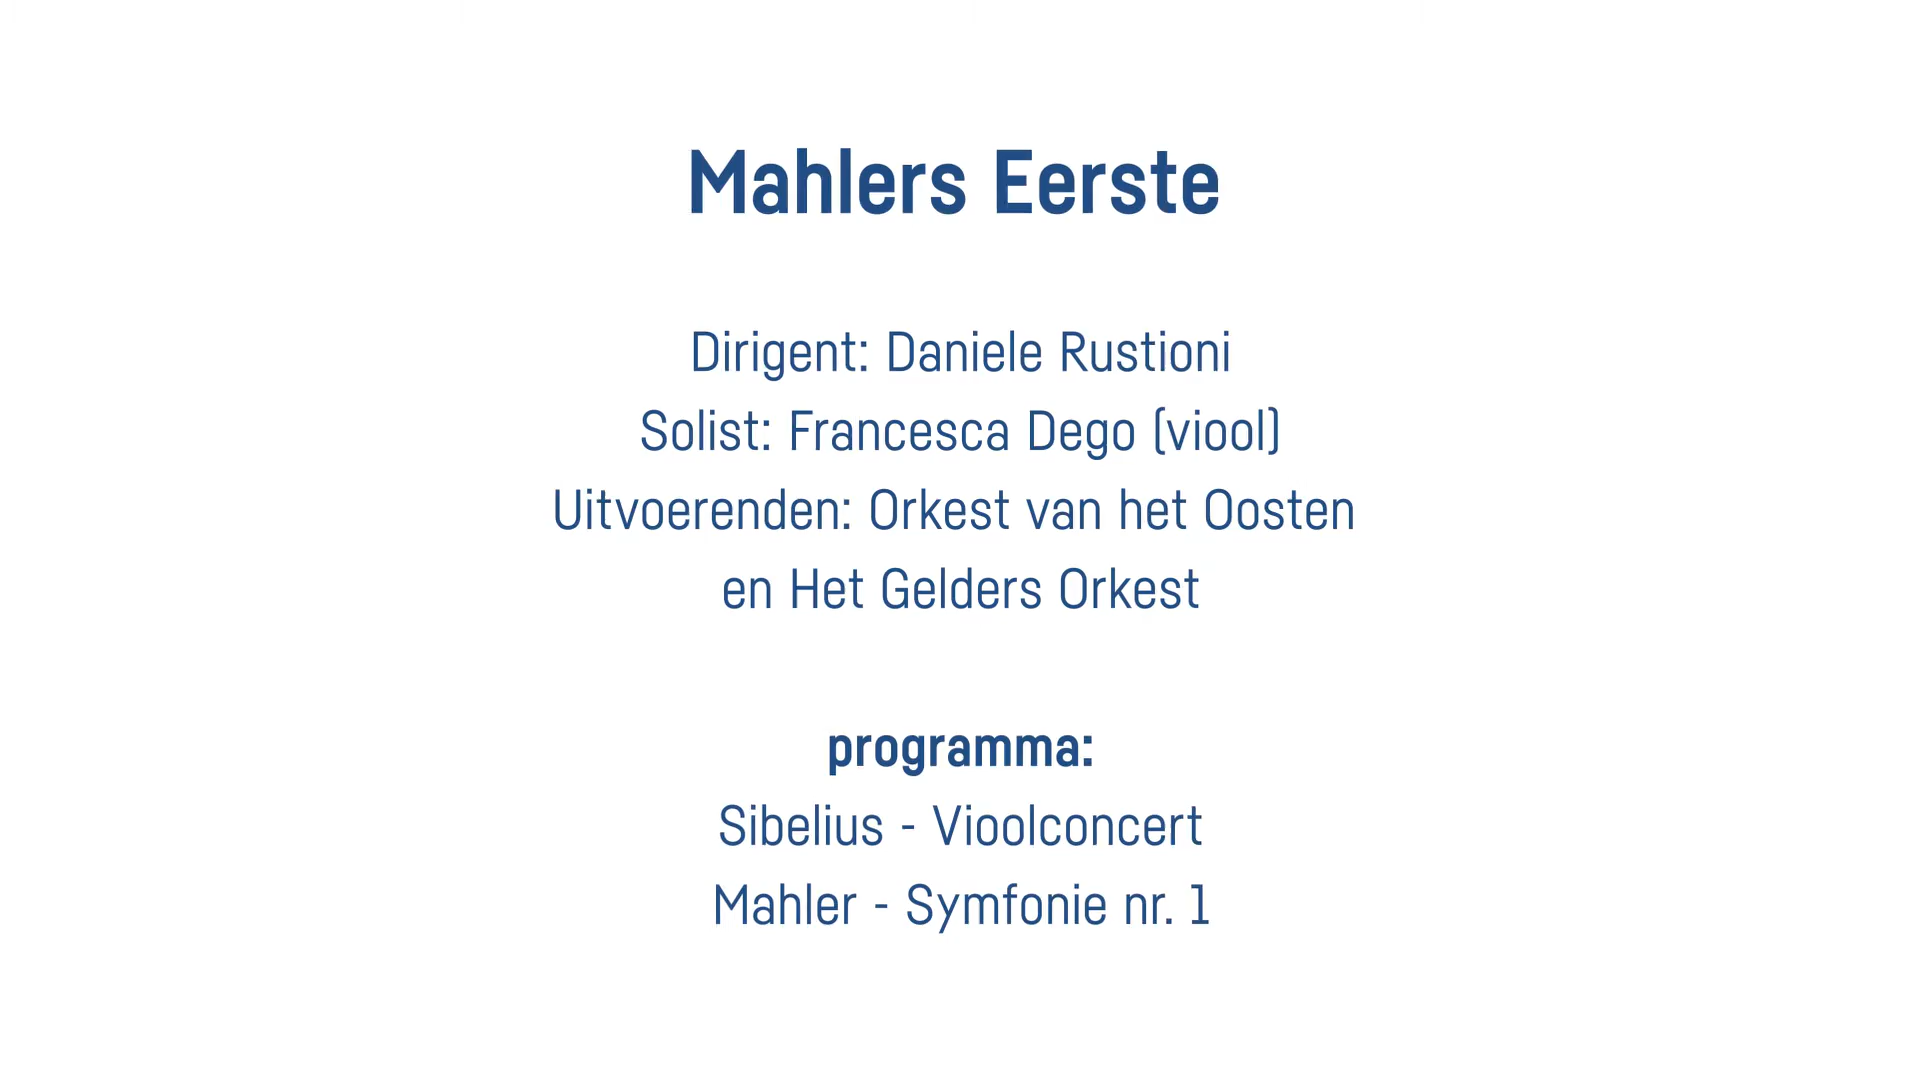 Mahlers Eerste
Dirigent: Daniele Rustioni
Solist: Francesca Dego (viool)
Uitvoerenden: Orkest van het Oosten
en Het Gelders Orkest
programma:
Sibelius - Vioolconcert
Mahler - Symfonie nr. 1